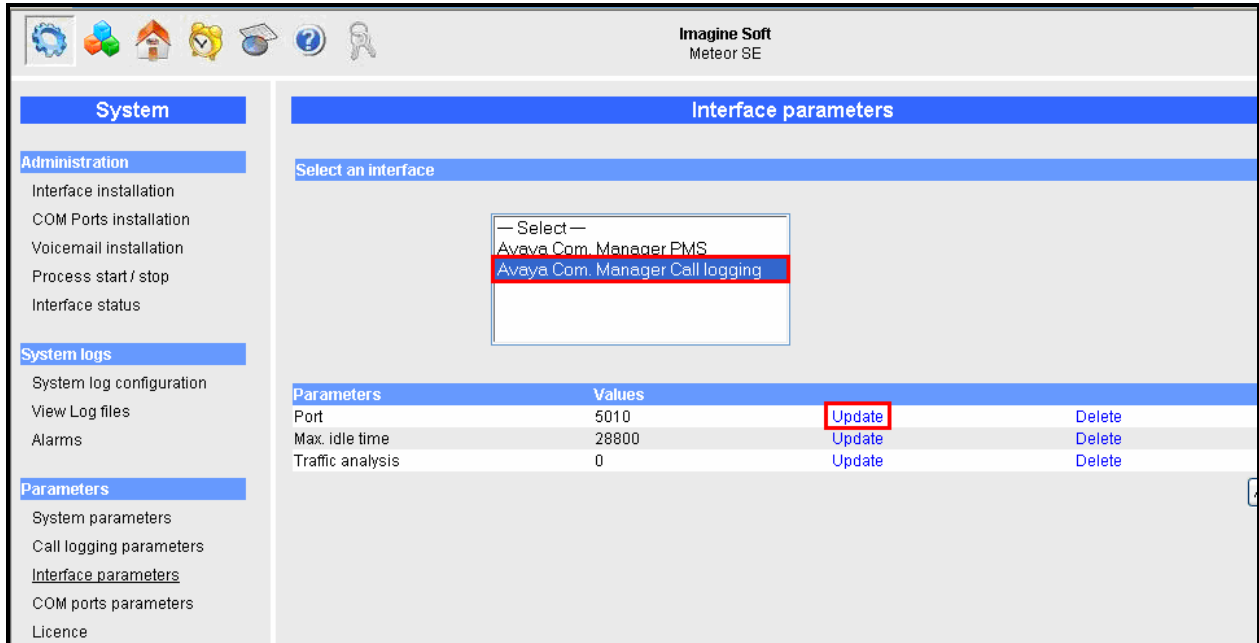 Imagine Soft
Meteor SE
System
Administration
Interface installation
COM Ports installation
Voicemail installation
Process start / stop
Interface status
System logs
System log configuration
View Log files
Alarms
Parameters
System parameters
Call logging parameters
Interface parameters
COM ports parameters
Licence
Interface parameters
Select an interface
— Select —
Avaya Com. Manager PMS
Avaya Com. Manager Call logging
Parameters Values
Port 5010 Update Delete
Max. idle time 28800 Update Delete
Traffic analysis 0 Update Delete